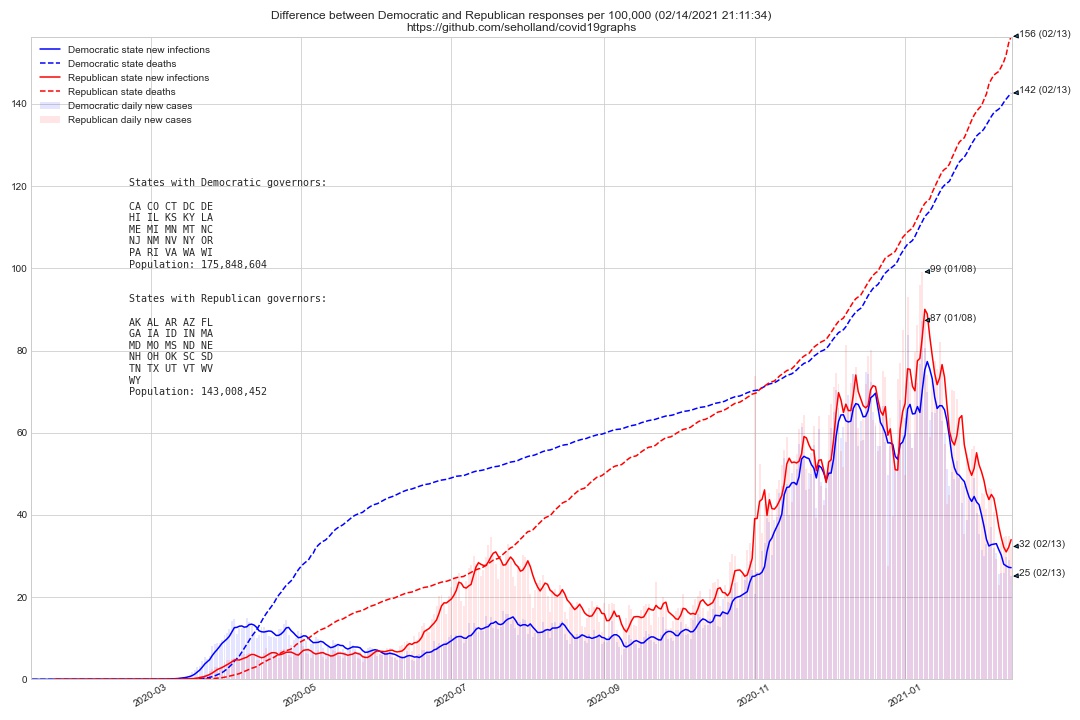 Difference between Democratic and Republican responses per 100,000 (02/14/2021 21:11:34)
https://github.com/seholland/covid19graphs
Democratic state new infections
Democratic state deaths
Republican state new infections
Republican state deaths
Democratic daily new cases
Republican daily new cases
States with Democratic governors:
CA CO CT DC DE
HI IL KS KY LA
ME MI MN MT NC
NJ NM NV NY OR
PA RI VA WA WI
Population: 175,848,604
States with Republican governors:
AK AL AR AZ FL
GA IA ID IN MA
MD MO MS ND NE
NH OH OK SC SD
TN TX UT VT WV
WY
Population: 143,008,452
156 (02/13)
142 (02/13)
99 (01/08)
87 (01/08)
32 (02/13)
25 (02/13)
140
120
100
80
60
40
20
0
2020-03
2020-05
2020-07
2020-09
2020-11
2021-01